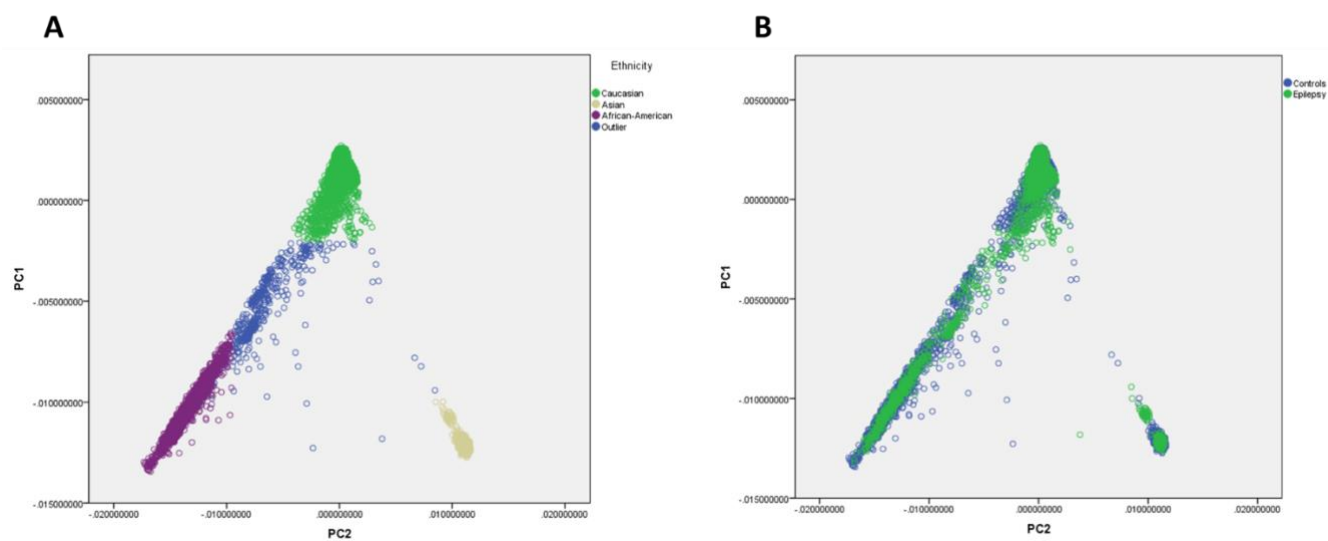 A
B
Ethnicity
Caucasian
Asian
African-American
Outlier
Controls
Epilepsy
.005000000
.000000000
-.005000000
-.010000000
-.015000000
PC1
-.020000000
-.010000000
.000000000
.010000000
.020000000
PC2
.005000000
.000000000
-.005000000
-.010000000
-.015000000
PC1
-.020000000
-.010000000
.000000000
.010000000
.020000000
PC2